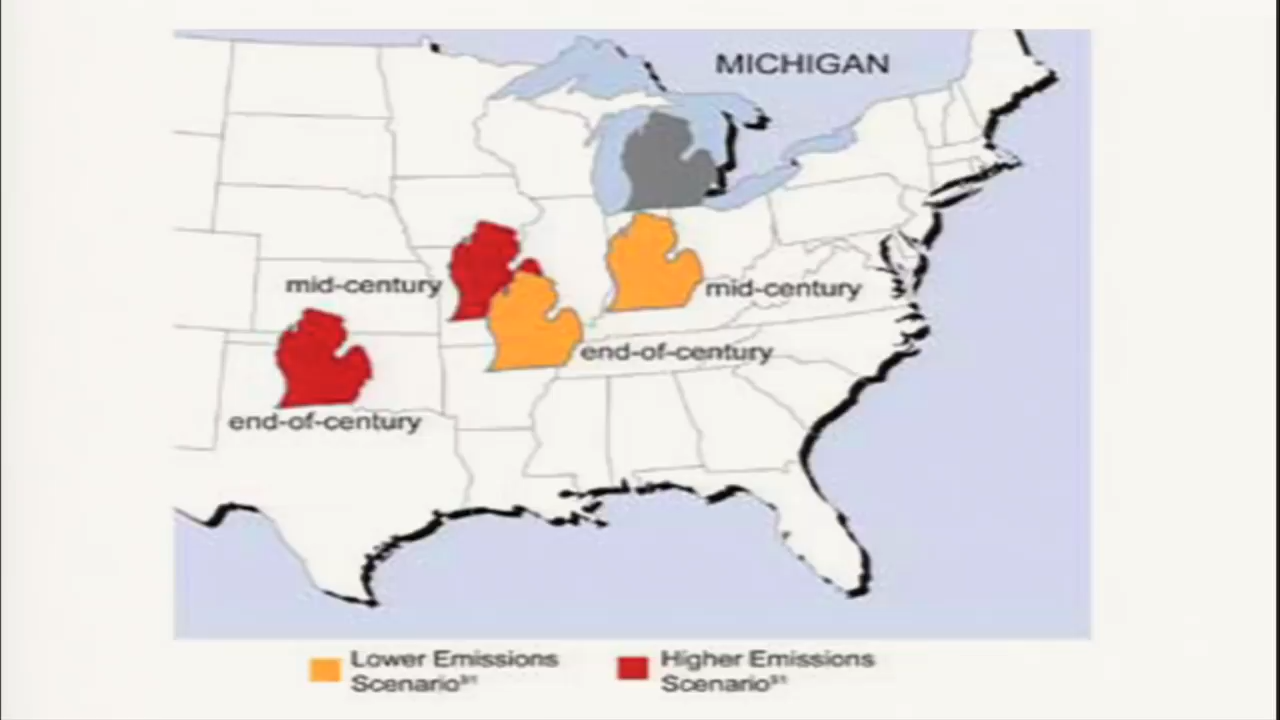 MICHIGAN
mid-century
mid-century
end-of-century
end-of-century
Lower Emissions
Scenario
Higher Emissions
Scenario